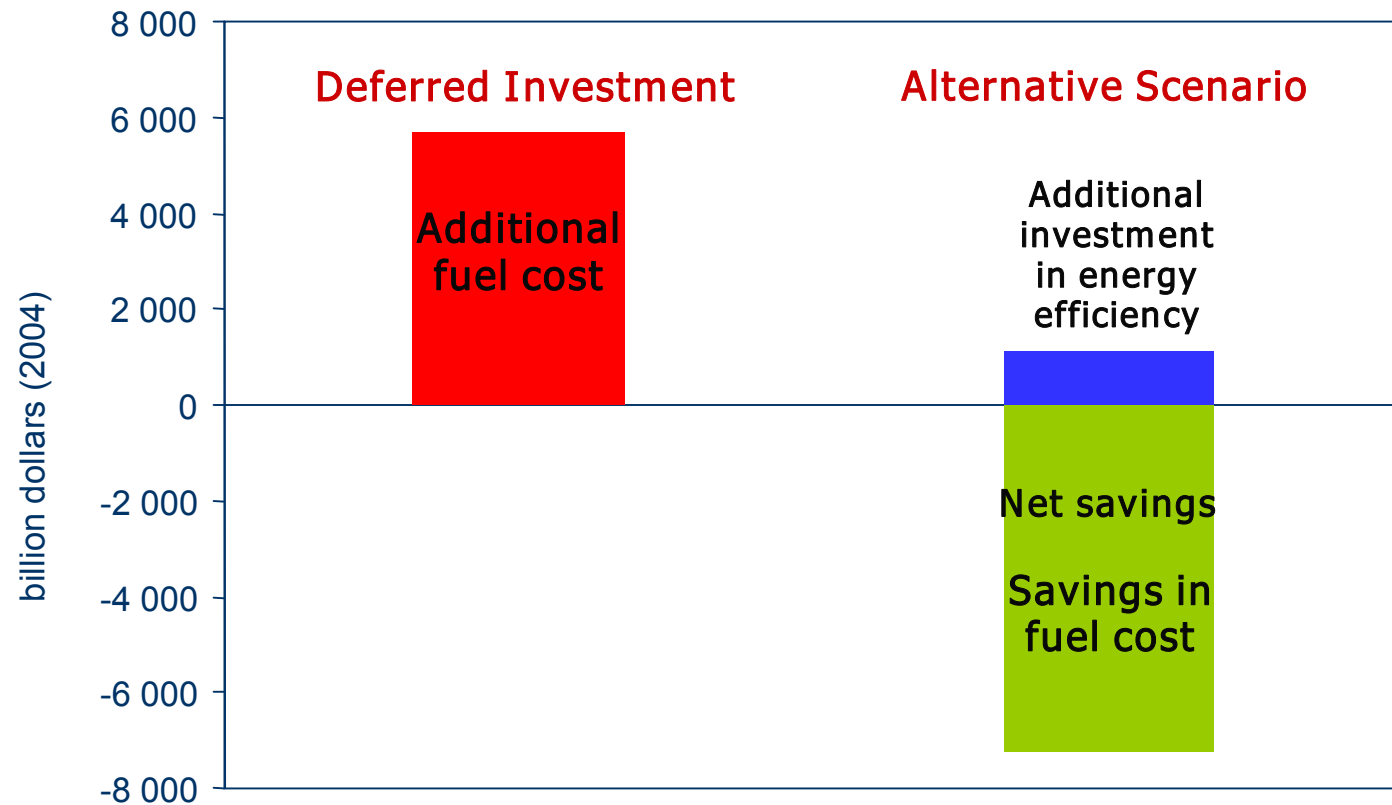 8 000
6 000
4 000
2 000
0
-2 000
-4 000
-6 000
-8 000
billion dollars (2004)
Deferred Investment
Additional
fuel cost
Alternative Scenario
Additional
investment
in energy
efficiency
Net savings
Savings in
fuel cost